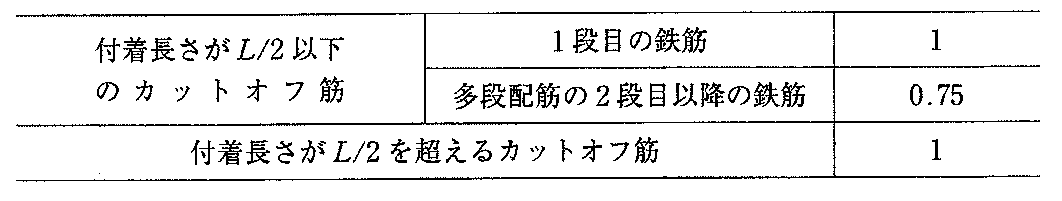 付着長さがL/2以下
のカットオフ筋
1段目の鉄筋
1
多段配筋の2段目以降の鉄筋
0.75
付着長さがL/2を超えるカットオフ筋
1